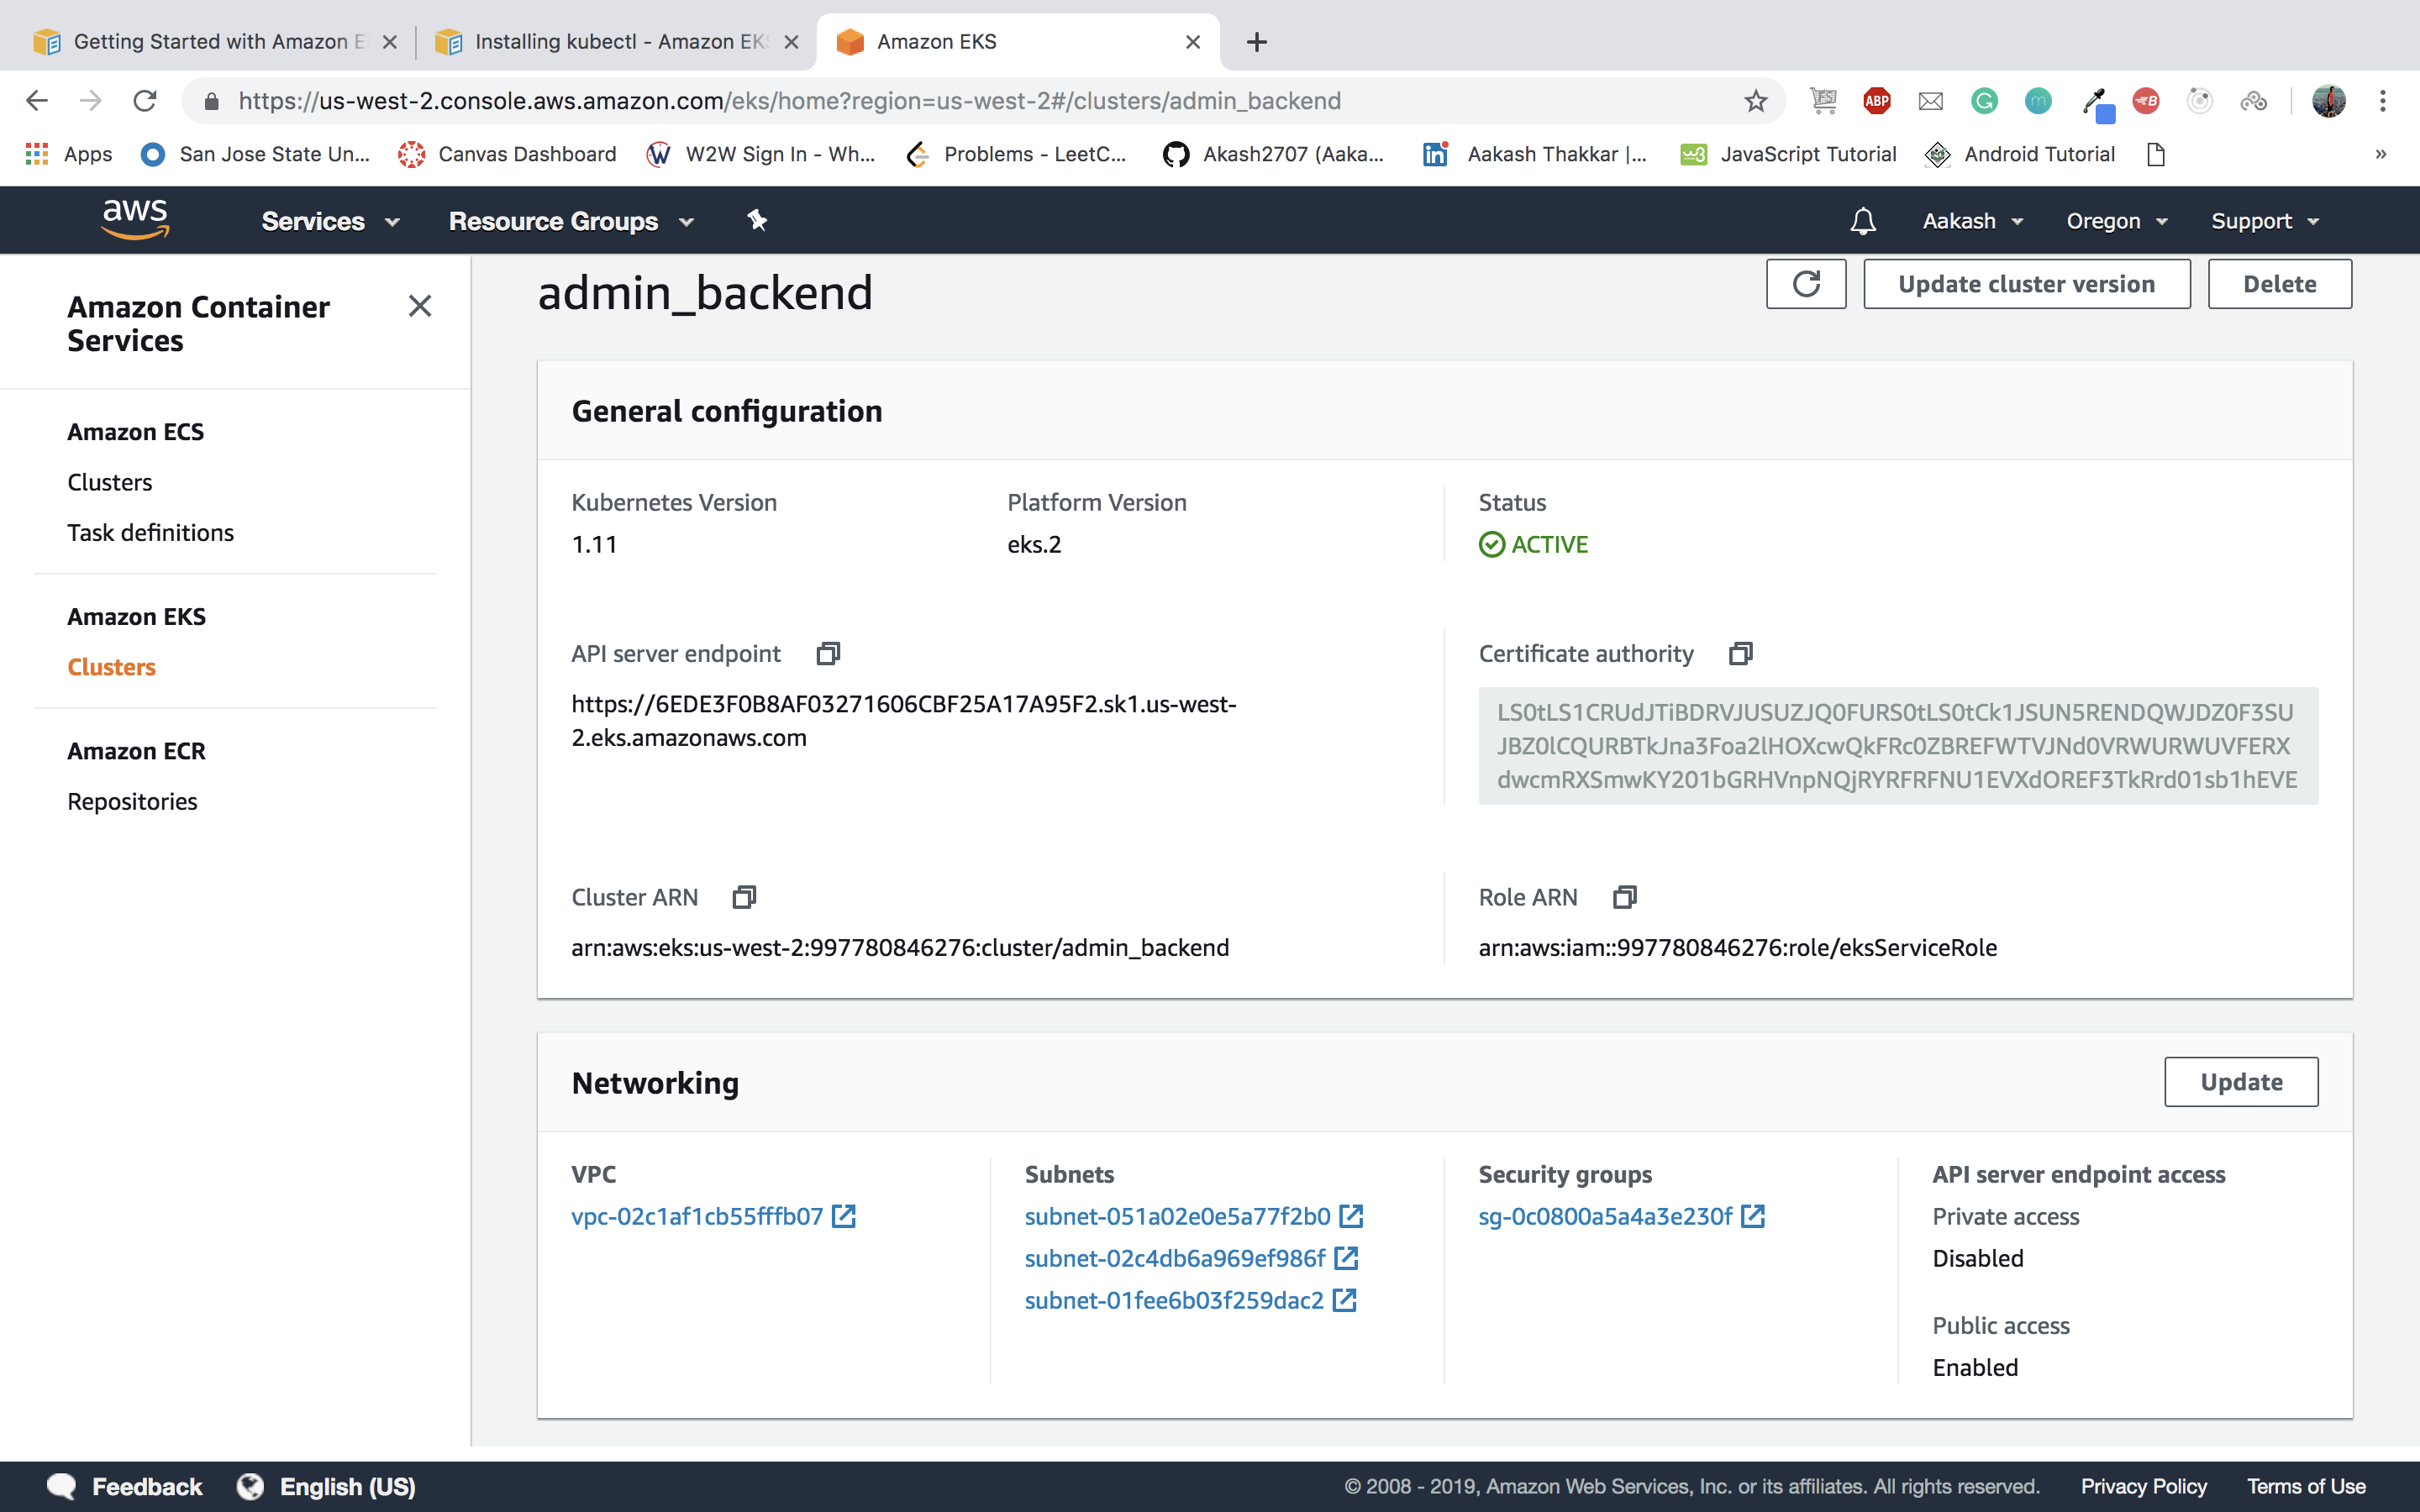 Getting Started with Amazon E
Installing kubectl - Amazon EKS
Amazon EKS
https://us-west-2.console.aws.amazon.com/eks/home?region=us-west-2#/clusters/admin_backend
ABP
G
m
B
Apps
San Jose State Un...
Canvas Dashboard
W2W Sign In - Wh...
Problems - LeetC...
Akash2707 (Aaka...
Aakash Thakkar |...
JavaScript Tutorial
Android Tutorial
»
aws
Services
Resource Groups
Aakash
Oregon
Support
Amazon Container
Services
Amazon ECS
Clusters
Task definitions
Amazon EKS
Clusters
Amazon ECR
Repositories
admin_backend
Update cluster version
Delete
General configuration
Kubernetes Version
1.11
Platform Version
eks.2
Status
ACTIVE
API server endpoint
https://6EDE3F0B8AF03271606CBF25A17A95F2.sk1.us-west-
2.eks.amazonaws.com
Certificate authority
LS0tLS1CRUdJTiBDRVJUSUZJQ0FURS0tLS0tCk1JSUN5RENDQWJDZ0F3SU
JBZ0lCQURBTkJna3Foa2lHOXcwQkFRc0ZBREFWTVJNd0VRWURWUVFERX
dwcmRXSmwKY201bGRHVnpNQjRYRFRFNU1EVXdOREF3TkRrd01sb1hEVE
Cluster ARN
arn:aws:eks:us-west-2:997780846276:cluster/admin_backend
Role ARN
arn:aws:iam::997780846276:role/eksServiceRole
Networking
Update
VPC
vpc-02c1af1cb55fffb07
Subnets
subnet-051a02e0e5a77f2b0
subnet-02c4db6a969ef986f
subnet-01fee6b03f259dac2
Security groups
sg-0c0800a5a4a3e230f
API server endpoint access
Private access
Disabled
Public access
Enabled
Feedback
English (US)
© 2008 - 2019, Amazon Web Services, Inc. or its affiliates. All rights reserved.
Privacy Policy
Terms of Use